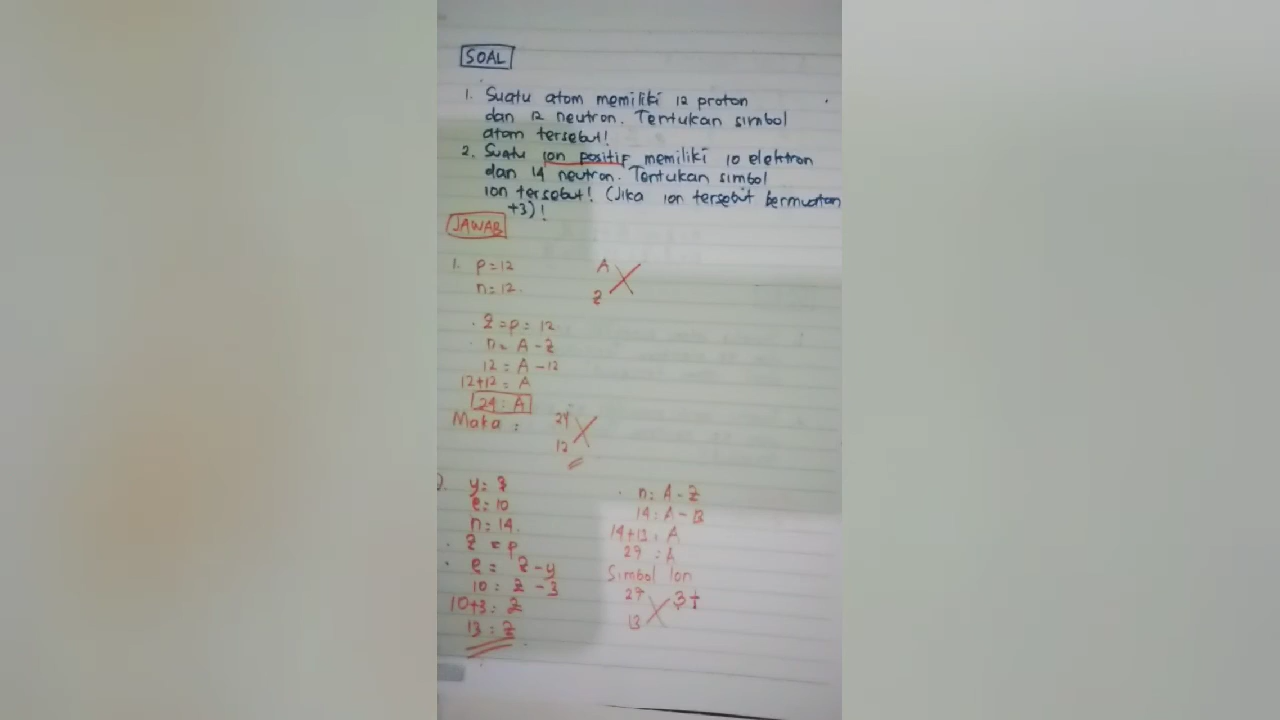 SOAL
1. Suatu atom memiliki 12 proton
dan 12 neutron. Tentukan simbol
atom tersebut!
2. Suatu ion positif memiliki 10 elektron
dan 14 neutron. Tentukan simbol
ion tersebut! (Jika ion tersebut bermuatan
+3)!
JAWAB
1. p = 12
n = 12.
A
X
Z
. Z = p = 12
. n = A - Z
12 = A - 12
12+12 = A
24 = A
Maka :
24
X
12
y = 3
e = 10
n = 14.
. Z = p
. e = Z - y
10 = Z - 3
10+3 = Z
13 = Z
. n = A - Z
14 = A - 13
14+13 = A
27 = A
Simbol Ion
27
X 3+
13